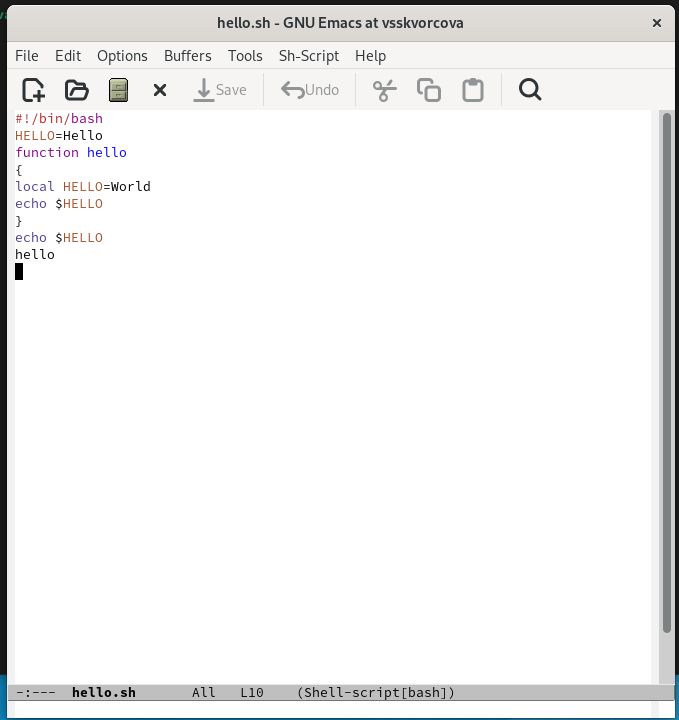 hello.sh - GNU Emacs at vsskvorcova
File Edit Options Buffers Tools Sh-Script Help
Save Undo
#!/bin/bash
HELLO=Hello
function hello
{
local HELLO=World
echo $HELLO
}
echo $HELLO
hello
-:--- hello.sh All L10 (Shell-script[bash])